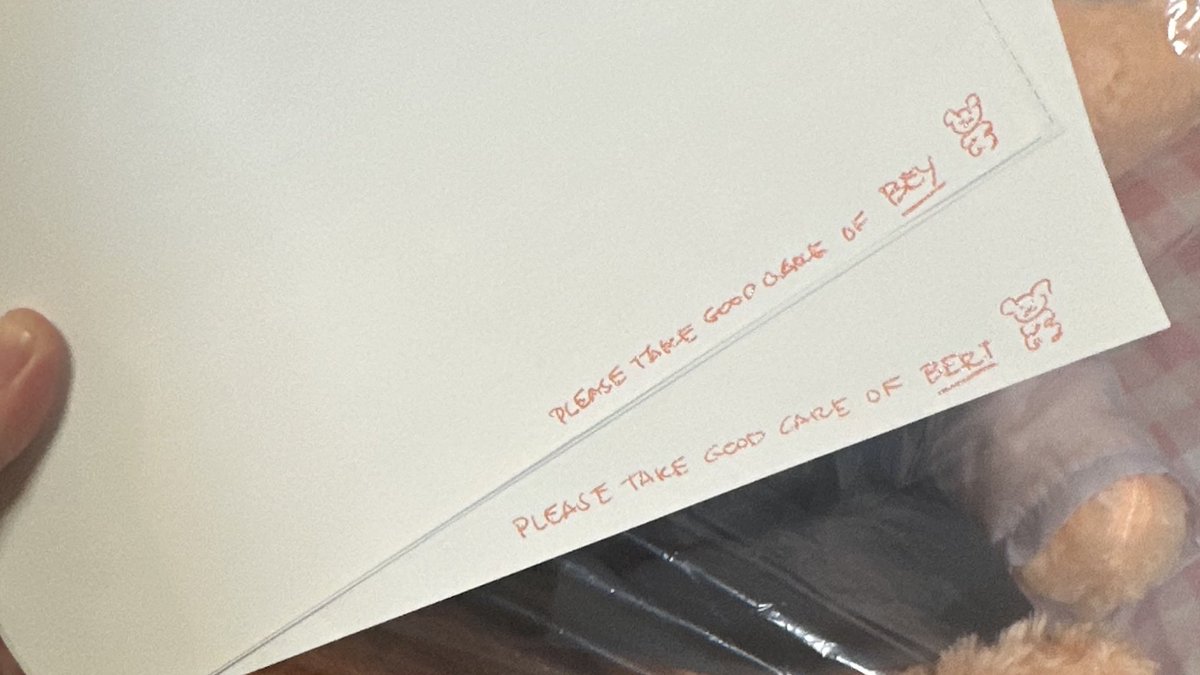 PLEASE TAKE GOOD CARE OF BEY
PLEASE TAKE GOOD CARE OF BERT